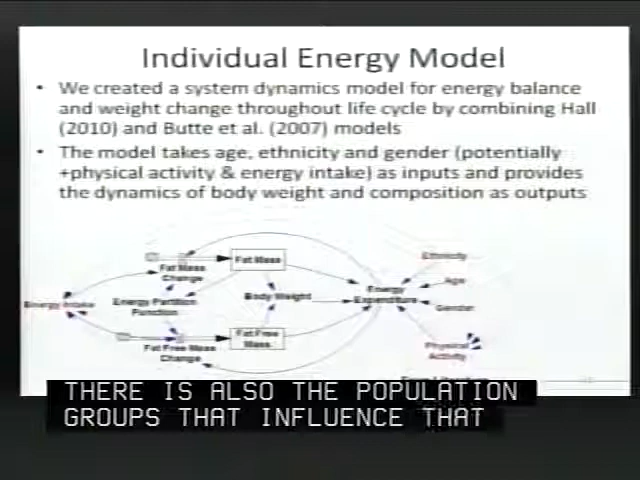 Individual Energy Model
• We created a system dynamics model for energy balance
and weight change throughout life cycle by combining Hall
(2010) and Butte et al. (2007) models
• The model takes age, ethnicity and gender (potentially
+physical activity & energy intake) as inputs and provides
the dynamics of body weight and composition as outputs
Fat Mass
Ethnicity
Fat Mass
Change
Age
Energy Intake
Energy Partition
Function
Body Weight
Energy
Expenditure
Gender
Fat Free
Mass
Fat Free Mass
Change
Physical
Activity
THERE IS ALSO THE POPULATION
GROUPS THAT INFLUENCE THAT